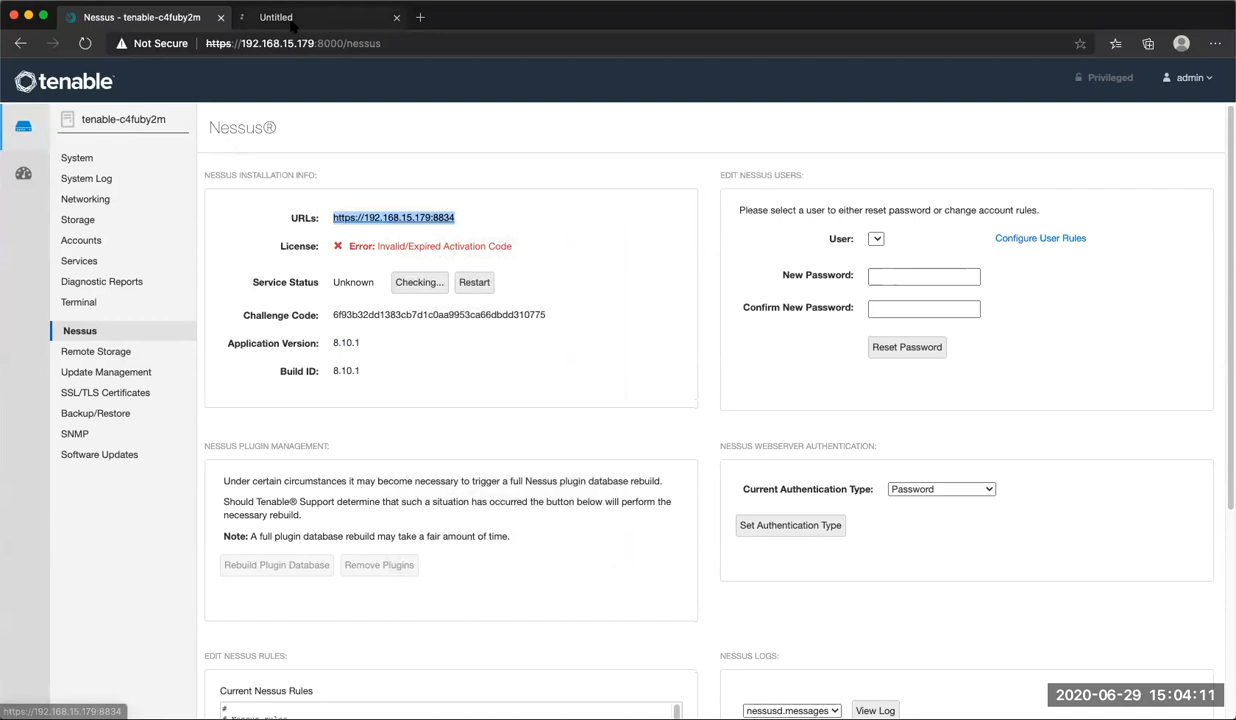 Nessus - tenable-c4fuby2m
Untitled
Not Secure
https://192.168.15.179:8000/nessus
tenable
Privileged
admin
tenable-c4fuby2m
System
System Log
Networking
Storage
Accounts
Services
Diagnostic Reports
Terminal
Nessus
Remote Storage
Update Management
SSL/TLS Certificates
Backup/Restore
SNMP
Software Updates
Nessus®
NESSUS INSTALLATION INFO:
URLs: https://192.168.15.179:8834
License: Error: Invalid/Expired Activation Code
Service Status Unknown Checking... Restart
Challenge Code: 6f93b32dd1383cb7d1c0aa9953ca66dbdd310775
Application Version: 8.10.1
Build ID: 8.10.1
EDIT NESSUS USERS:
Please select a user to either reset password or change account rules.
User: Configure User Rules
New Password:
Confirm New Password:
Reset Password
NESSUS PLUGIN MANAGEMENT:
Under certain circumstances it may become necessary to trigger a full Nessus plugin database rebuild.
Should Tenable® Support determine that such a situation has occurred the button below will perform the
necessary rebuild.
Note: A full plugin database rebuild may take a fair amount of time.
Rebuild Plugin Database Remove Plugins
NESSUS WEBSERVER AUTHENTICATION:
Current Authentication Type: Password
Set Authentication Type
EDIT NESSUS RULES:
Current Nessus Rules
#
# Nessus rules
NESSUS LOGS:
nessusd.messages View Log
https://192.168.15.179:8834
2020-06-29 15:04:11